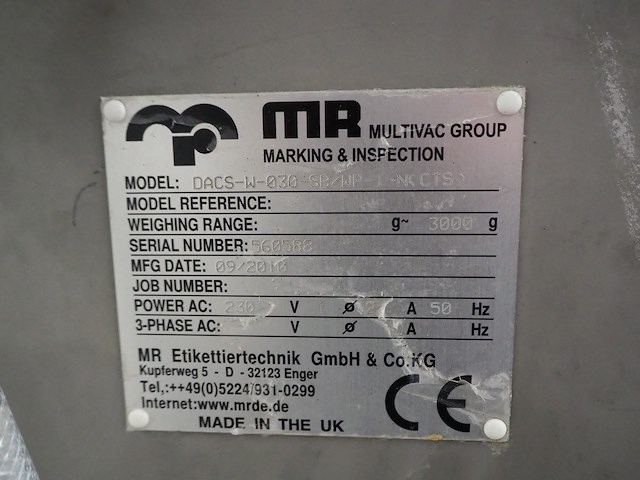 MR MULTIVAC GROUP
MARKING & INSPECTION
MODEL: DACS-W-030
MODEL REFERENCE:
WEIGHING RANGE: g~ 3000 g
SERIAL NUMBER:
MFG DATE: 09/2010
JOB NUMBER:
POWER AC: 230 V ø A 50 Hz
3-PHASE AC: V ø A Hz
MR Etikettiertechnik GmbH & Co.KG
Kupferweg 5 - D - 32123 Enger
Tel,:++49(0)5224/931-0299
Internet:www.mrde.de
CE
MADE IN THE UK